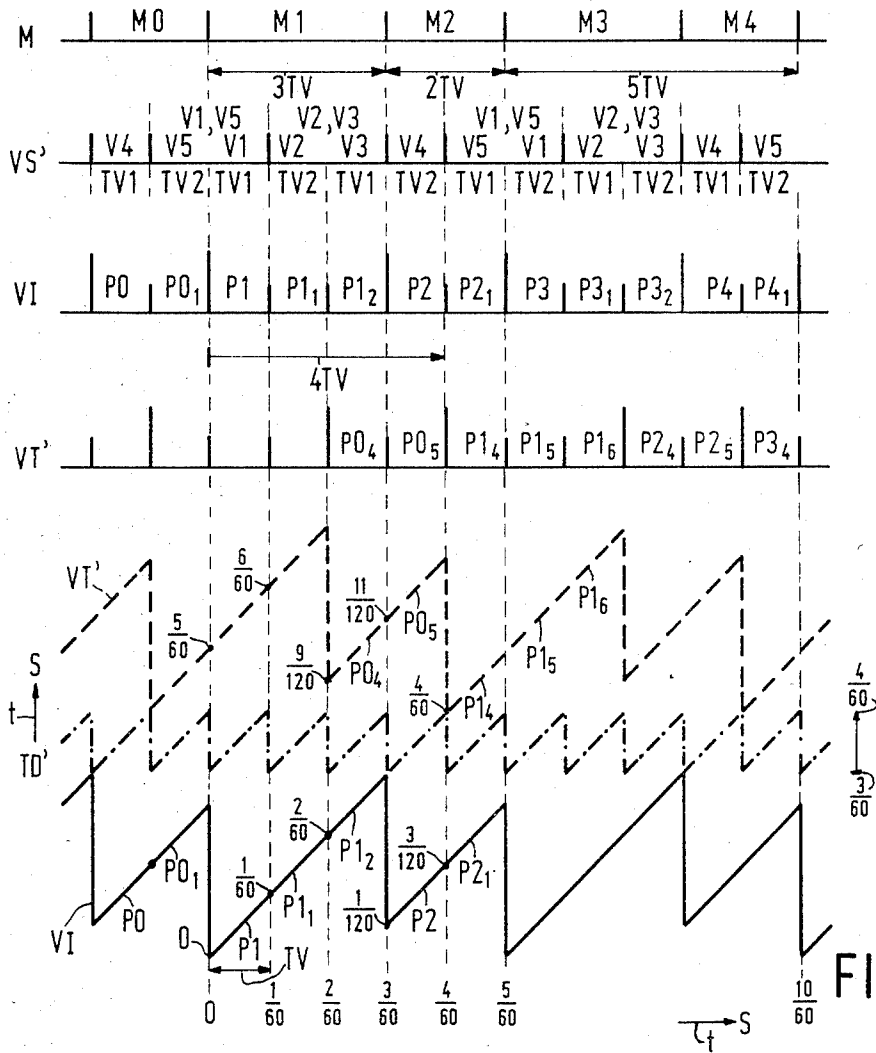 M M0 M1 M2 M3 M4
3TV 2TV 5TV
V1,V5 V2,V3 V1,V5 V2,V3
VS' V4 V5 V1 V2 V3 V4 V5 V1 V2 V3 V4 V5
TV1 TV2 TV1 TV2 TV1 TV2 TV1 TV2 TV1 TV2 TV1 TV2
VI P0 P0₁ P1 P1₁ P1₂ P2 P2₁ P3 P3₁ P3₂ P4 P4₁
4TV
VT' P0₄ P0₅ P1₄ P1₅ P1₆ P2₄ P2₅ P3₄
VT' 5/60 6/60 9/120 11/120 P0₄ P0₅ 4/60 P1₄ P1₅ P1₆
S
t
TD'
4/60
3/60
VI P0 P0₁ 0 P1 1/60 P1₁ 2/60 P1₂ 1/120 P2 3/120 P2₁
TV
0 1/60 2/60 3/60 4/60 5/60 10/60
t S
FI